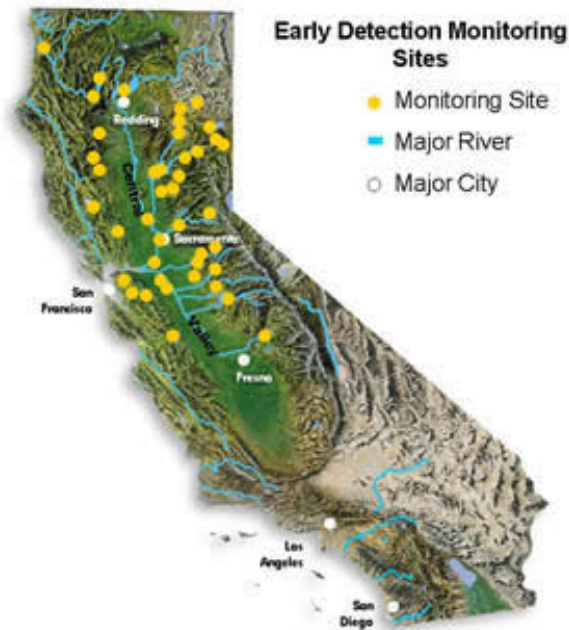 Early Detection Monitoring
Sites
Monitoring Site
Major River
Major City
Redding
Central
Sacramento
San
Francisco
Valley
Fresno
Los
Angeles
San
Diego